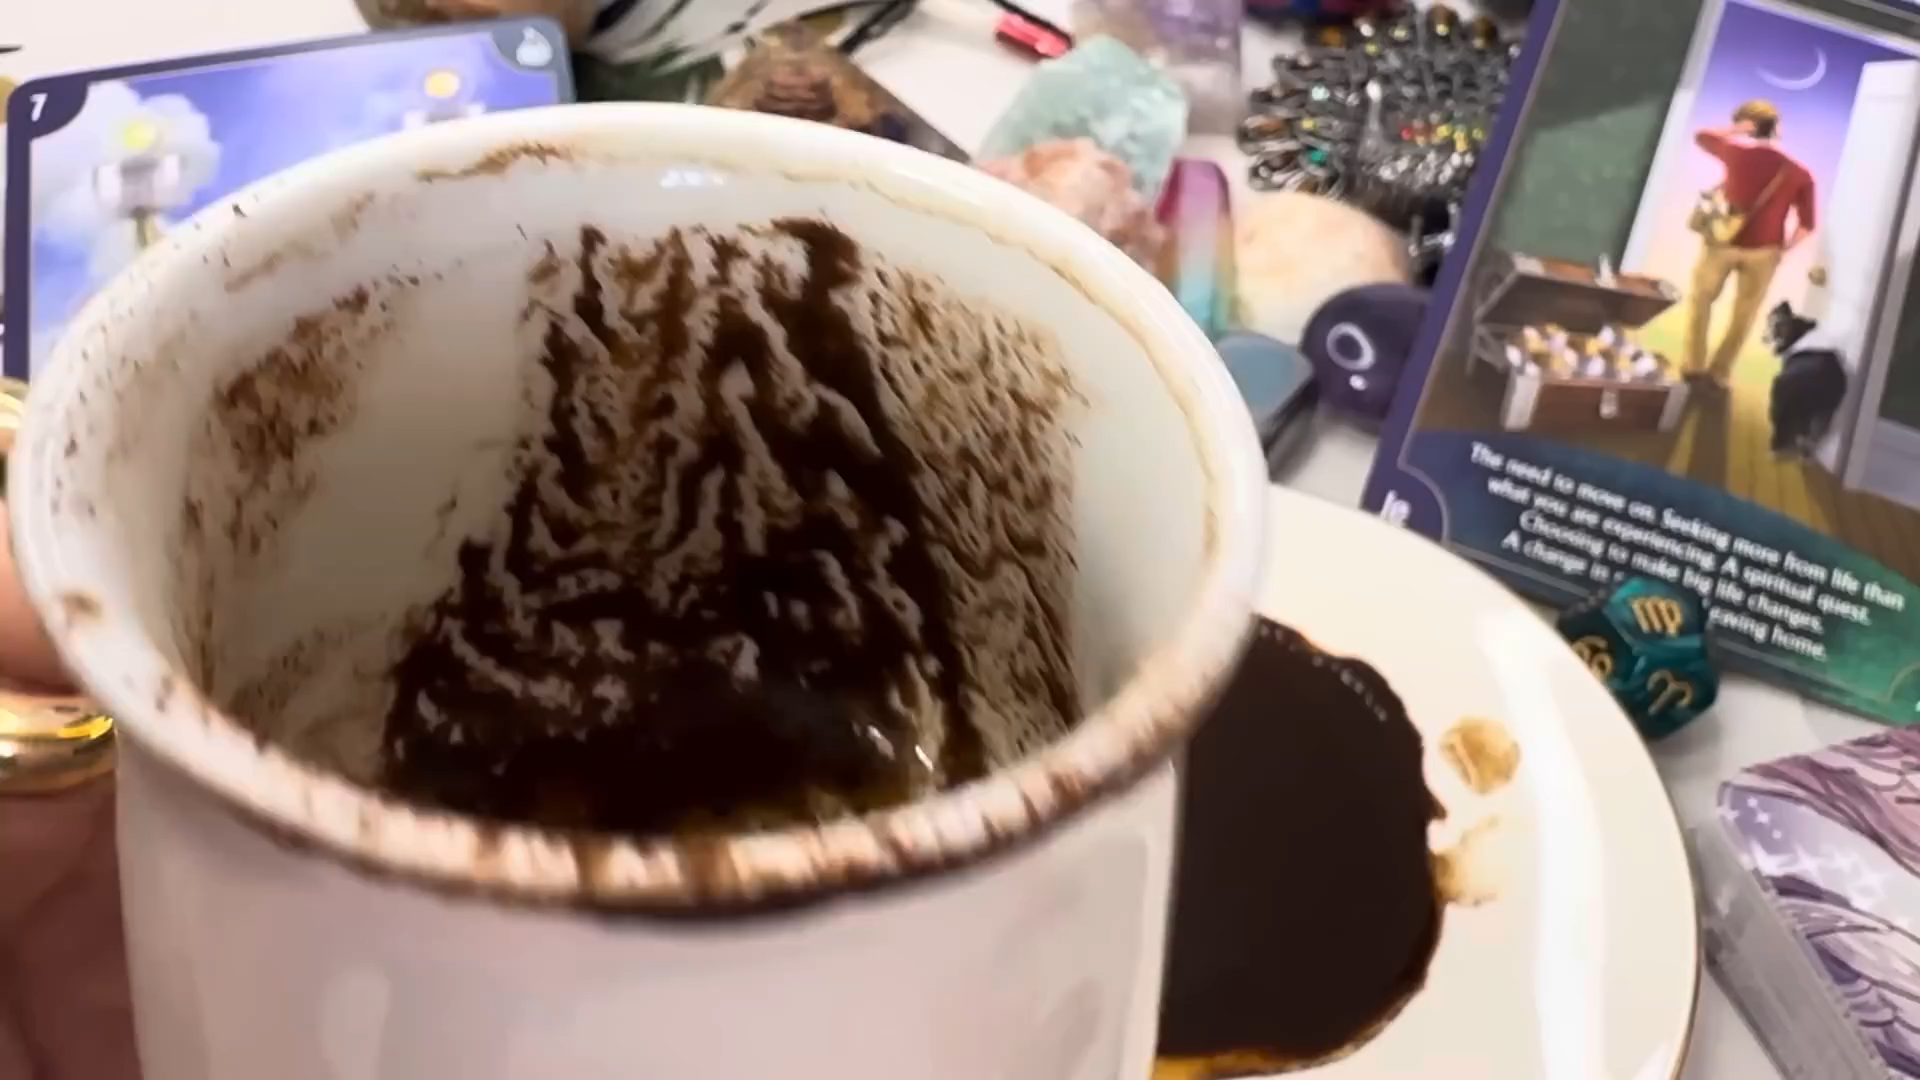 7
The need to move on. Seeking more from life than
what you are experiencing. A spiritual quest.
Choosing to make big life changes.
A change in
leaving home.